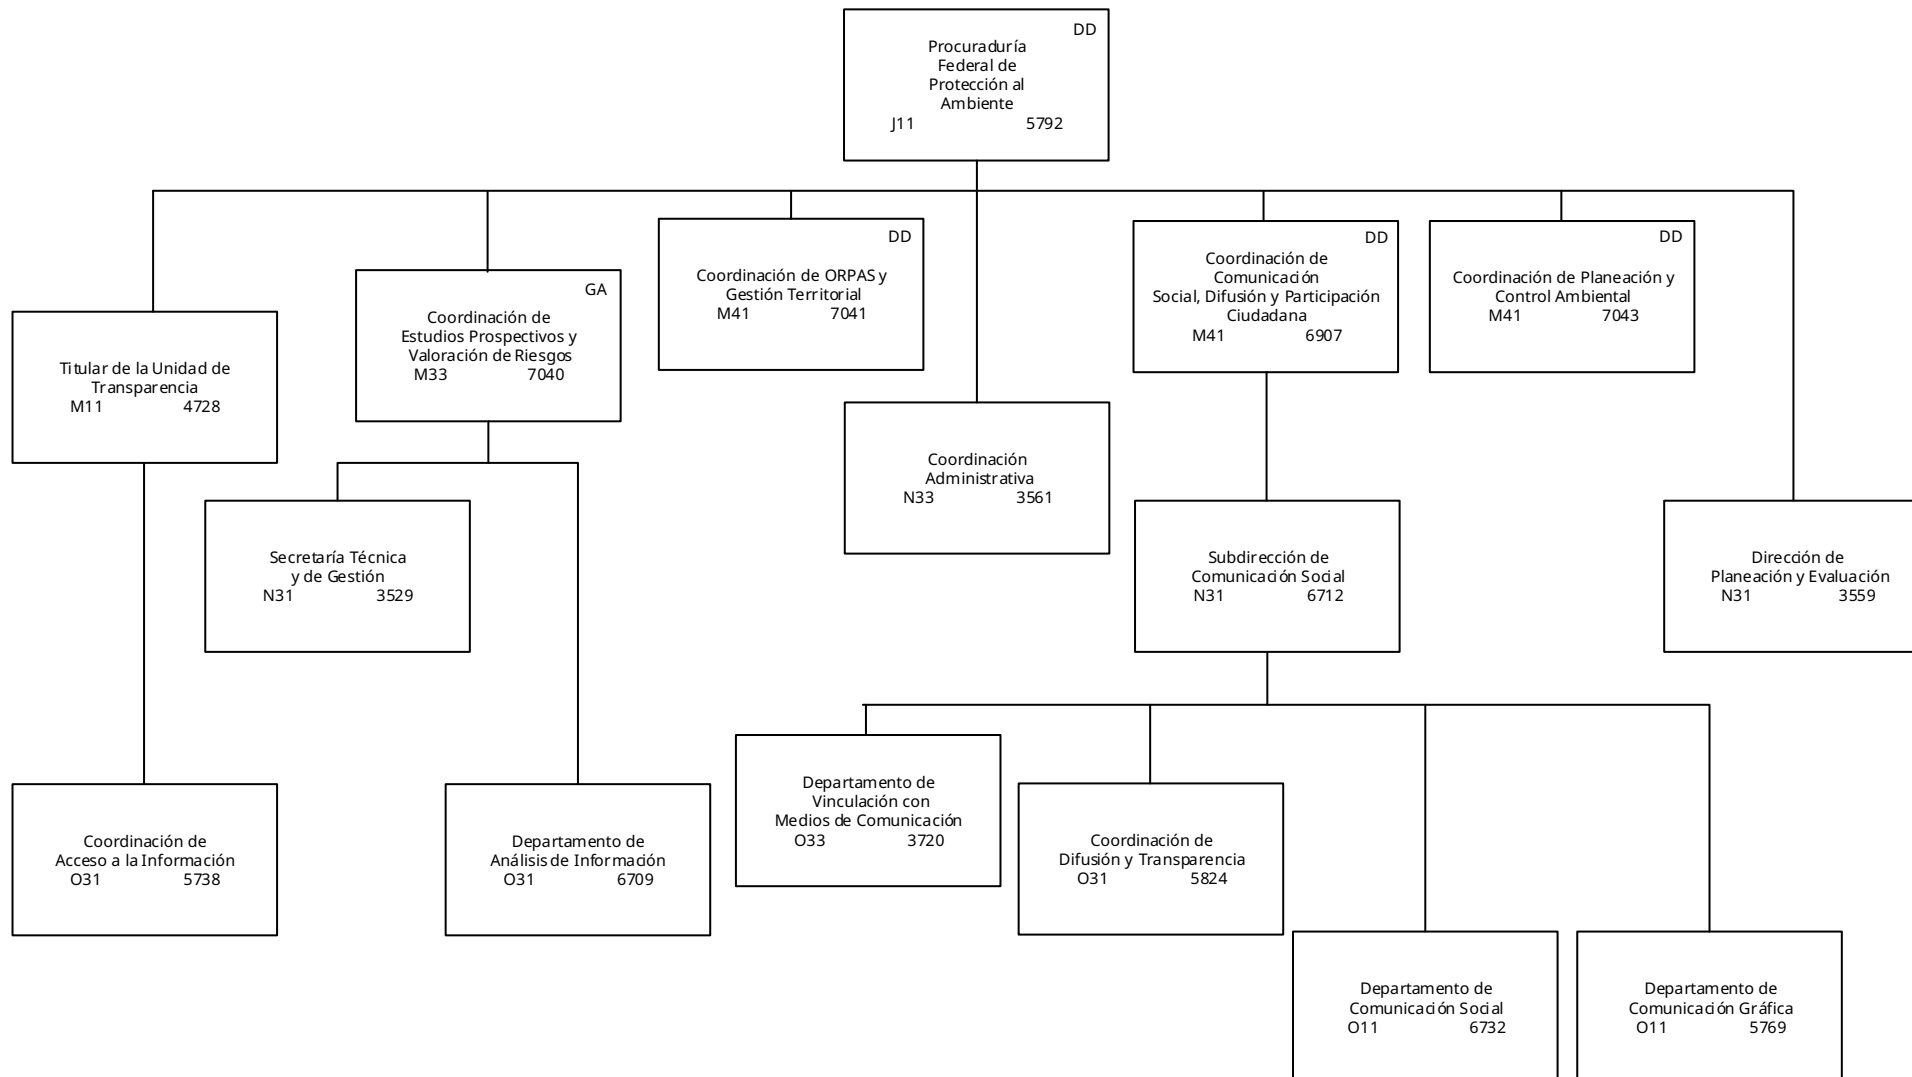 DD
Procuraduría
Federal de
Protección al
Ambiente
J11 5792
DD
Coordinación de ORPAS y
Gestión Territorial
M41 7041
DD
Coordinación de
Comunicación
Social, Difusión y Participación
Ciudadana
M41 6907
DD
Coordinación de Planeación y
Control Ambiental
M41 7043
GA
Coordinación de
Estudios Prospectivos y
Valoración de Riesgos
M33 7040
Titular de la Unidad de
Transparencia
M11 4728
Coordinación
Administrativa
N33 3561
Secretaría Técnica
y de Gestión
N31 3529
Subdirección de
Comunicación Social
N31 6712
Dirección de
Planeación y Evaluación
N31 3559
Departamento de
Vinculación con
Medios de Comunicación
O33 3720
Coordinación de
Acceso a la Información
O31 5738
Departamento de
Análisis de Información
O31 6709
Coordinación de
Difusión y Transparencia
O31 5824
Departamento de
Comunicación Social
O11 6732
Departamento de
Comunicación Gráfica
O11 5769